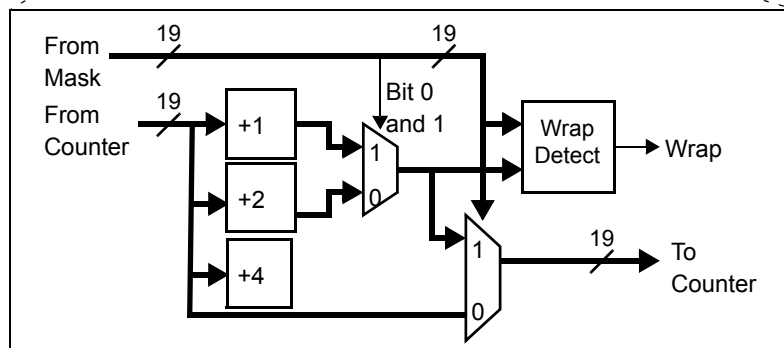 From
Mask
19
19
From
Counter
19
Bit 0
and 1
+1
+2
+4
1
0
Wrap
Detect
Wrap
1
0
19
To
Counter